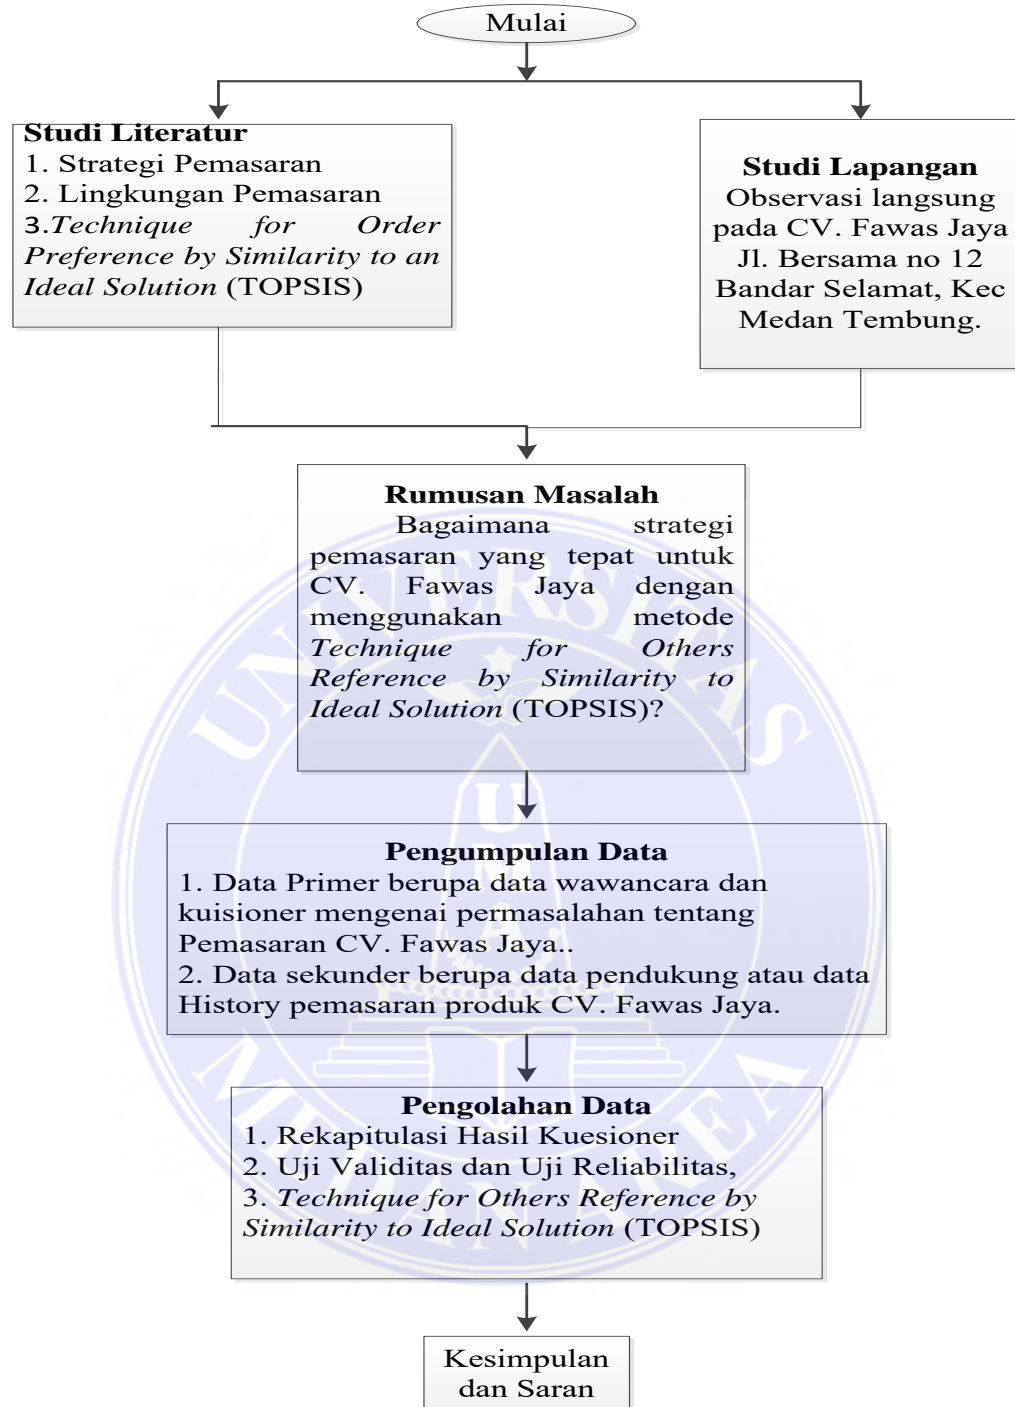 Mulai
Studi Literatur
1. Strategi Pemasaran
2. Lingkungan Pemasaran
3.Technique for Order
Preference by Similarity to an
Ideal Solution (TOPSIS)
Studi Lapangan
Observasi langsung
pada CV. Fawas Jaya
Jl. Bersama no 12
Bandar Selamat, Kec
Medan Tembung.
Rumusan Masalah
Bagaimana strategi
pemasaran yang tepat untuk
CV. Fawas Jaya dengan
menggunakan metode
Technique for Others
Reference by Similarity to
Ideal Solution (TOPSIS)?
Pengumpulan Data
1. Data Primer berupa data wawancara dan
kuisioner mengenai permasalahan tentang
Pemasaran CV. Fawas Jaya..
2. Data sekunder berupa data pendukung atau data
History pemasaran produk CV. Fawas Jaya.
Pengolahan Data
1. Rekapitulasi Hasil Kuesioner
2. Uji Validitas dan Uji Reliabilitas,
3. Technique for Others Reference by
Similarity to Ideal Solution (TOPSIS)
Kesimpulan
dan Saran
UNIVERSITAS
MEDAN AREA
U
M
A